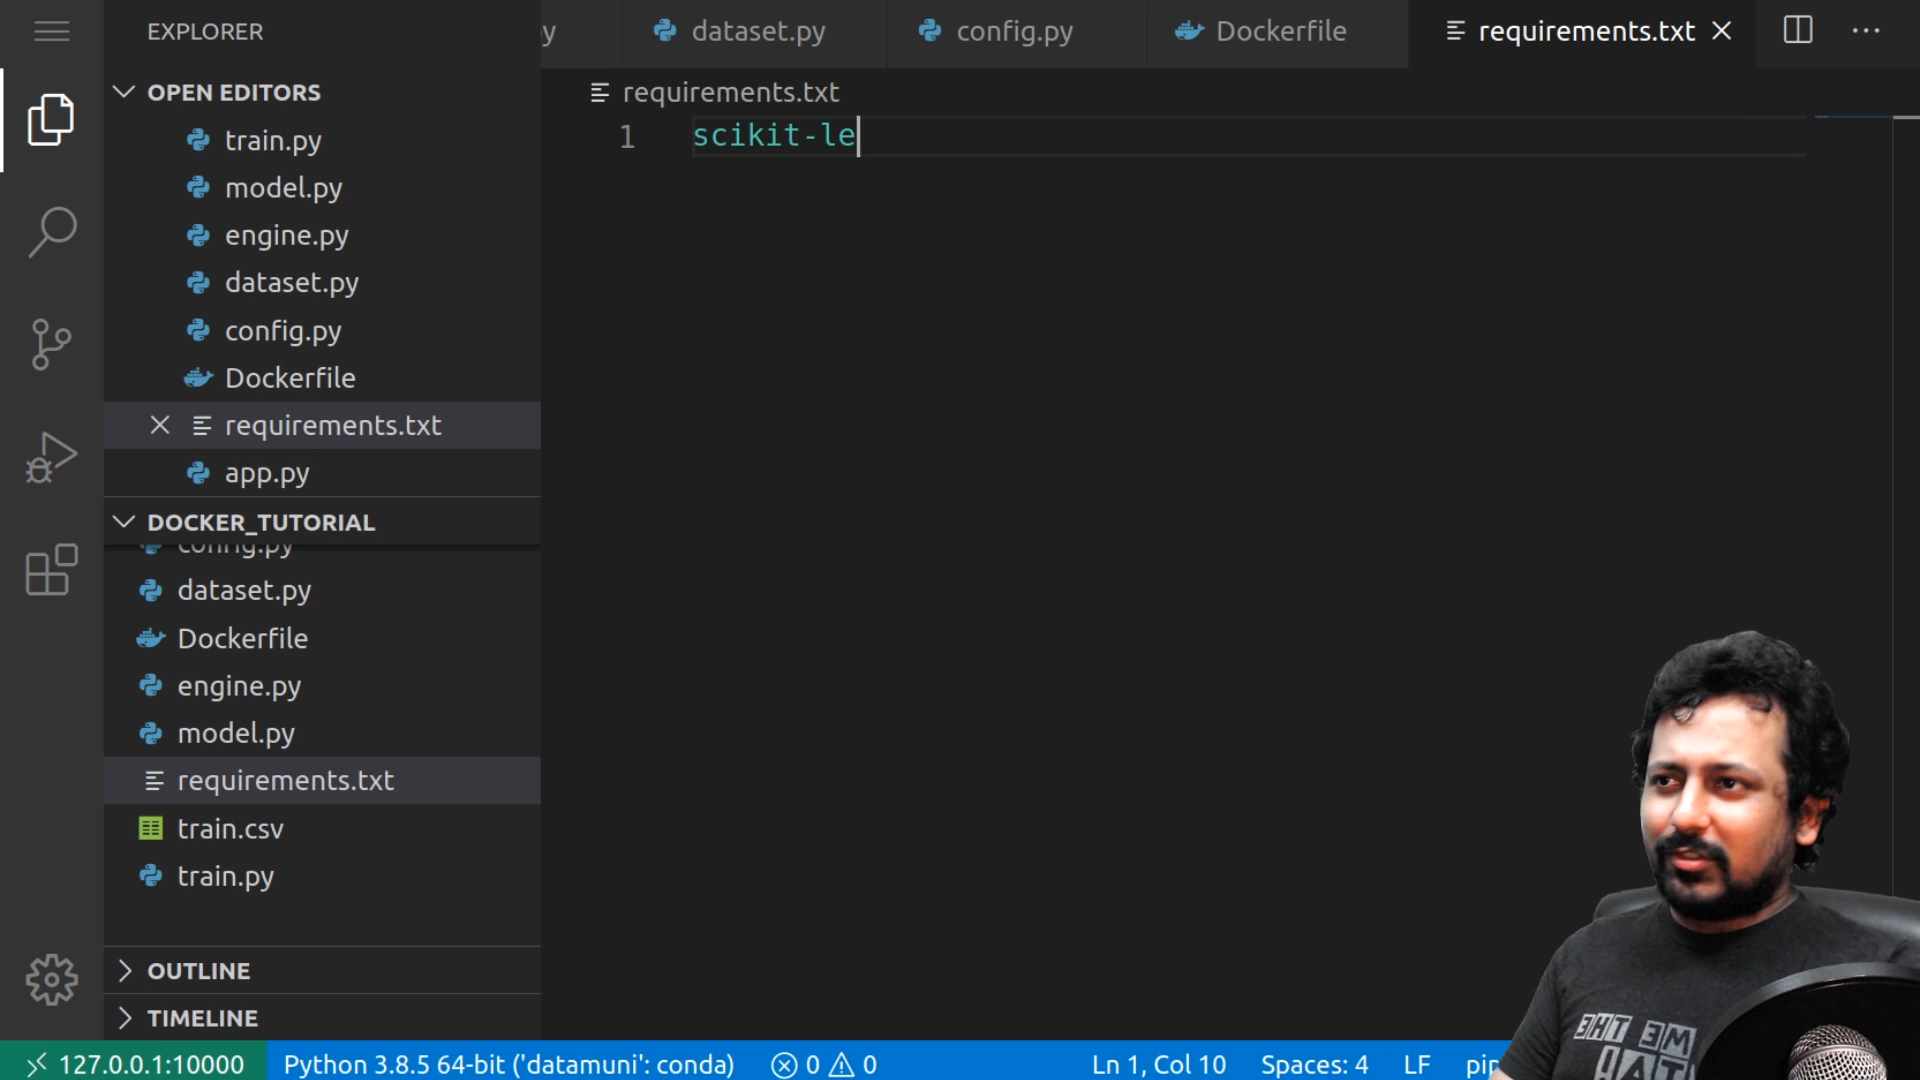 EXPLORER
OPEN EDITORS
train.py
model.py
engine.py
dataset.py
config.py
Dockerfile
requirements.txt
app.py
DOCKER_TUTORIAL
config.py
dataset.py
Dockerfile
engine.py
model.py
requirements.txt
train.csv
train.py
OUTLINE
TIMELINE
y dataset.py config.py Dockerfile requirements.txt
requirements.txt
1 scikit-le
127.0.0.1:10000 Python 3.8.5 64-bit ('datamuni': conda) 0 0 Ln 1, Col 10 Spaces: 4 LF pip